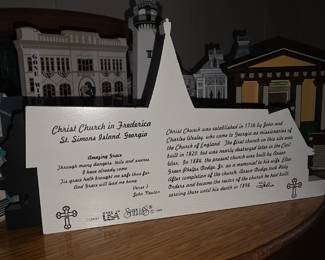 Christ Church in Frederica
St. Simons Island, Georgia
Amazing Grace
Through many dangers, toils and snares
I have already come
'Tis grace hath brought me safe thus far
And grace will lead me home
Verse 3
John Newton
Christ Church was established in 1736 by John and
Charles Wesley, who came to Georgia as missionaries of
the Church of England. The first church on this site was
built in 1820, but was nearly destroyed later in the Civil
War. In 1884, the present church was built by Anson
Green Phelps Dodge, Jr. as a memorial to his wife, Ellen.
After completion of the church, Anson Dodge took Holy
Orders and became the rector of the church he had built
serving there until his death in 1898.
USA